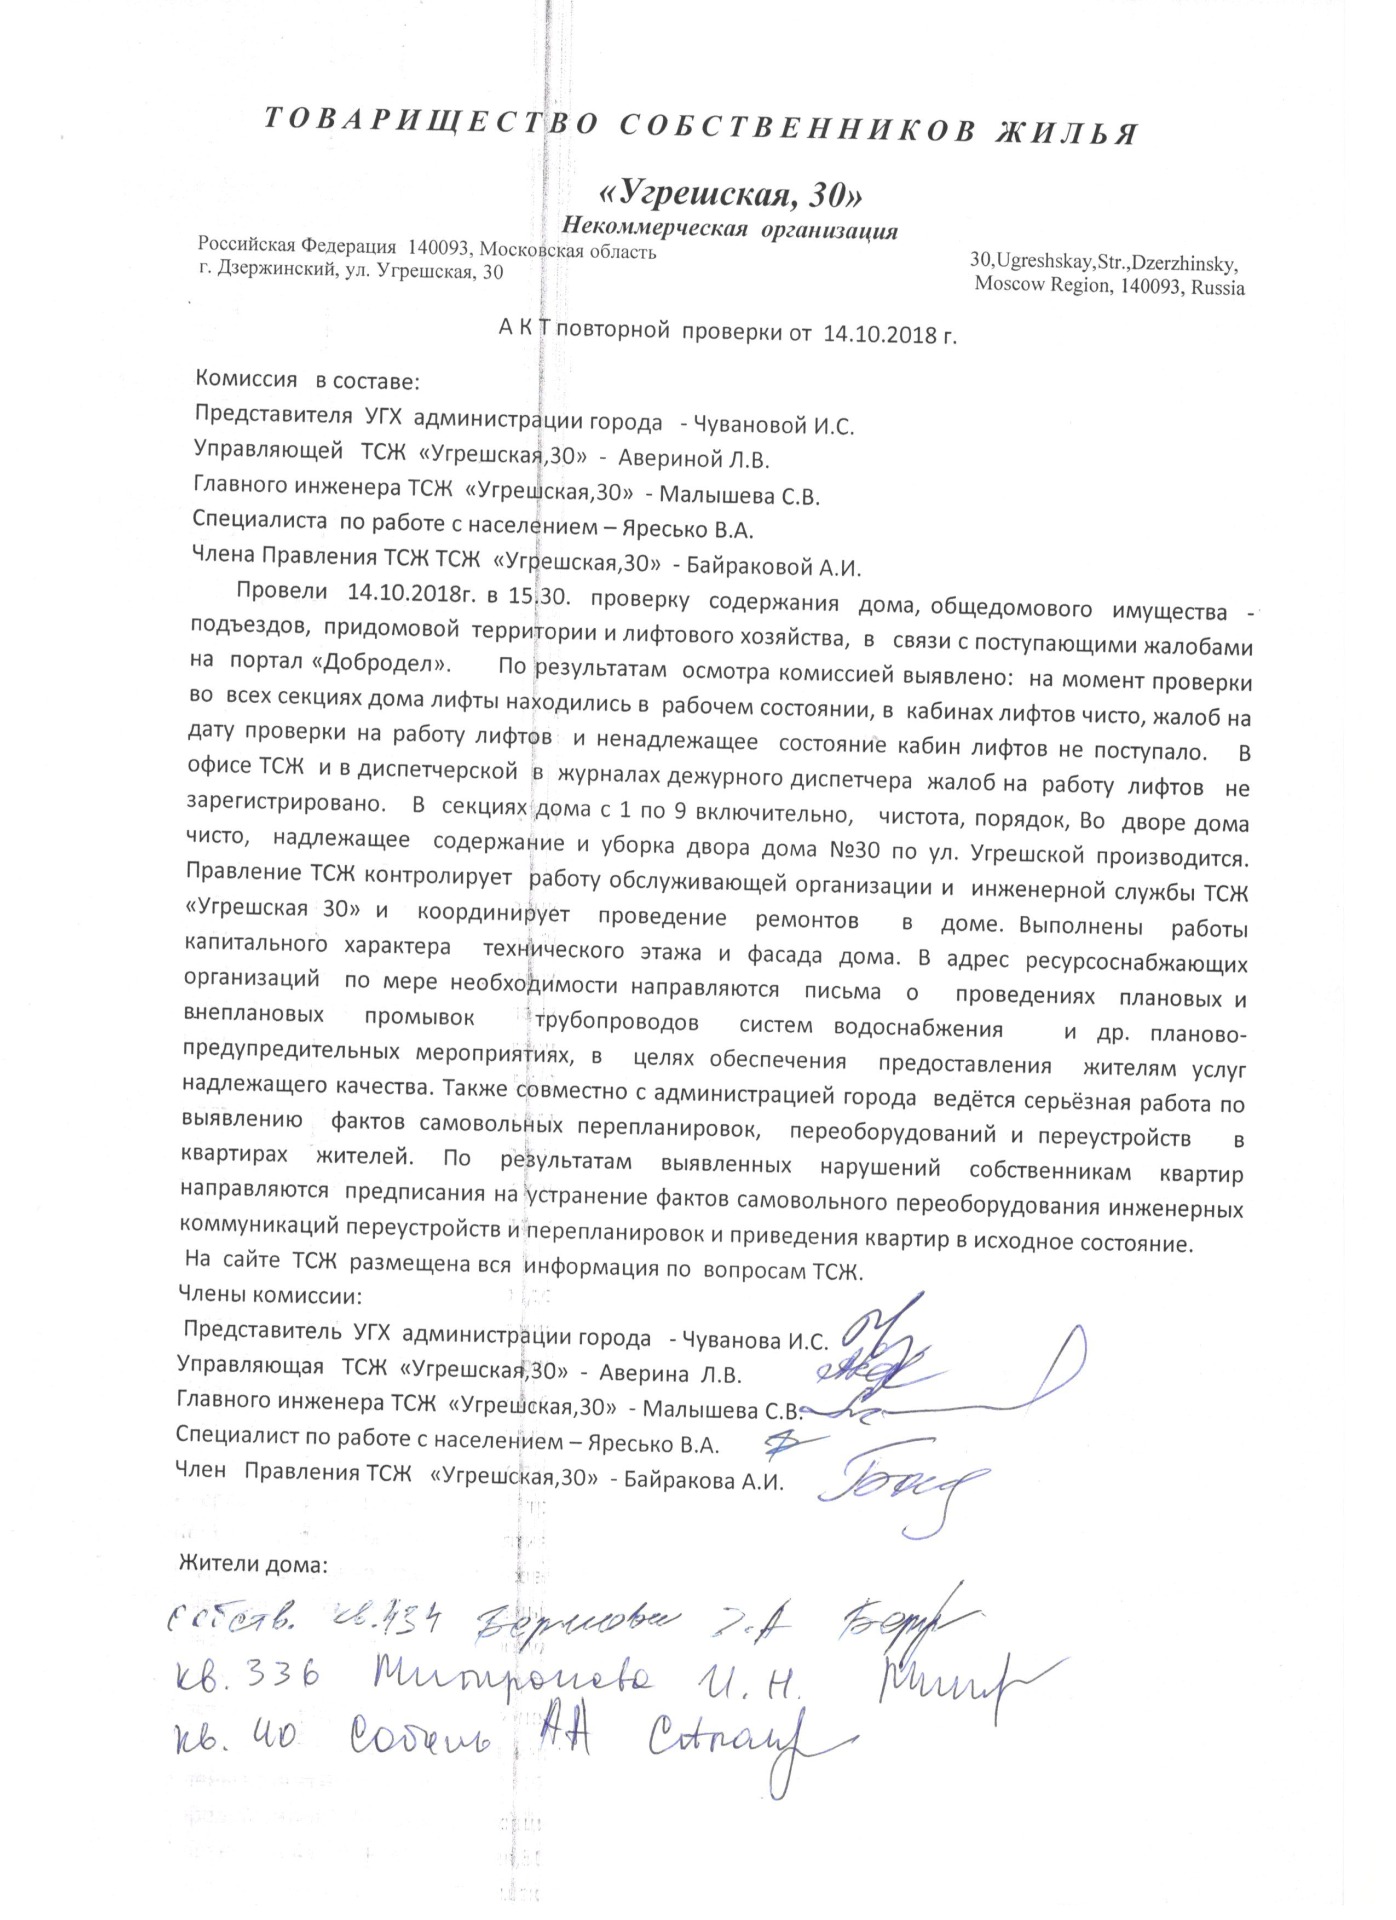 ТОВАРИЩЕСТВО СОБСТВЕННИКОВ ЖИЛЬЯ
«Угрешская, 30»
Некоммерческая организация
Российская Федерация 140093, Московская область
г. Дзержинский, ул. Угрешская, 30
30,Ugreshskay,Str.,Dzerzhinsky,
Moscow Region, 140093, Russia
А К Т повторной проверки от 14.10.2018 г.
Комиссия в составе:
Представителя УГХ администрации города - Чувановой И.С.
Управляющей ТСЖ «Угрешская,30» - Авериной Л.В.
Главного инженера ТСЖ «Угрешская,30» - Малышева С.В.
Специалиста по работе с населением – Яресько В.А.
Члена Правления ТСЖ ТСЖ «Угрешская,30» - Байраковой А.И.
Провели 14.10.2018г. в 15.30. проверку содержания дома, общедомового имущества -
подъездов, придомовой территории и лифтового хозяйства, в связи с поступающими жалобами
на портал «Добродел». По результатам осмотра комиссией выявлено: на момент проверки
во всех секциях дома лифты находились в рабочем состоянии, в кабинах лифтов чисто, жалоб на
дату проверки на работу лифтов и ненадлежащее состояние кабин лифтов не поступало. В
офисе ТСЖ и в диспетчерской в журналах дежурного диспетчера жалоб на работу лифтов не
зарегистрировано. В секциях дома с 1 по 9 включительно, чистота, порядок, Во дворе дома
чисто, надлежащее содержание и уборка двора дома №30 по ул. Угрешской производится.
Правление ТСЖ контролирует работу обслуживающей организации и инженерной службы ТСЖ
«Угрешская 30» и координирует проведение ремонтов в доме. Выполнены работы
капитального характера технического этажа и фасада дома. В адрес ресурсоснабжающих
организаций по мере необходимости направляются письма о проведениях плановых и
внеплановых промывок трубопроводов систем водоснабжения и др. планово-
предупредительных мероприятиях, в целях обеспечения предоставления жителям услуг
надлежащего качества. Также совместно с администрацией города ведётся серьёзная работа по
выявлению фактов самовольных перепланировок, переоборудований и переустройств в
квартирах жителей. По результатам выявленных нарушений собственникам квартир
направляются предписания на устранение фактов самовольного переоборудования инженерных
коммуникаций переустройств и перепланировок и приведения квартир в исходное состояние.
На сайте ТСЖ размещена вся информация по вопросам ТСЖ.
Члены комиссии:
Представитель УГХ администрации города - Чуванова И.С.
Управляющая ТСЖ «Угрешская,30» - Аверина Л.В.
Главного инженера ТСЖ «Угрешская,30» - Малышева С.В.
Специалист по работе с населением – Яресько В.А.
Член Правления ТСЖ «Угрешская,30» - Байракова А.И.
Жители дома:
собств. кв.434
кв. 336 Митронова И.Н.
кв. 40 Собель АА